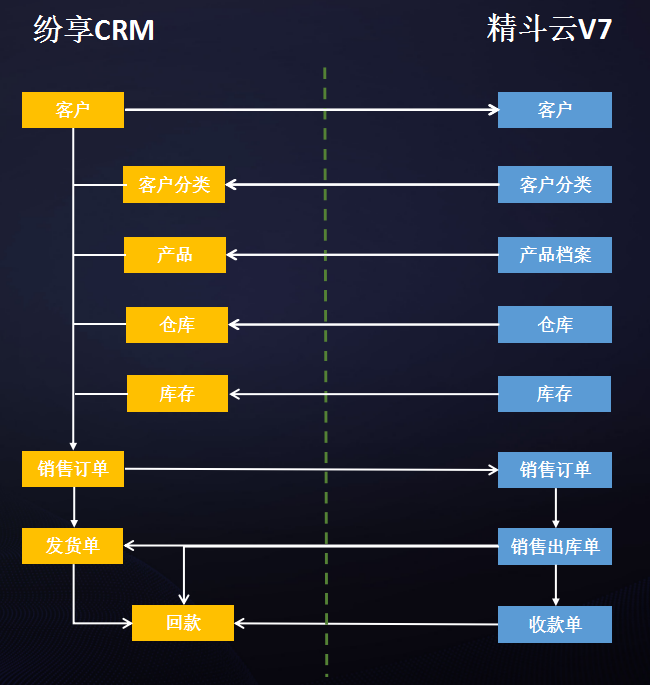 纷享CRM 精斗云V7
客户 客户
客户分类 客户分类
产品 产品档案
仓库 仓库
库存 库存
销售订单 销售订单
发货单 销售出库单
回款 收款单